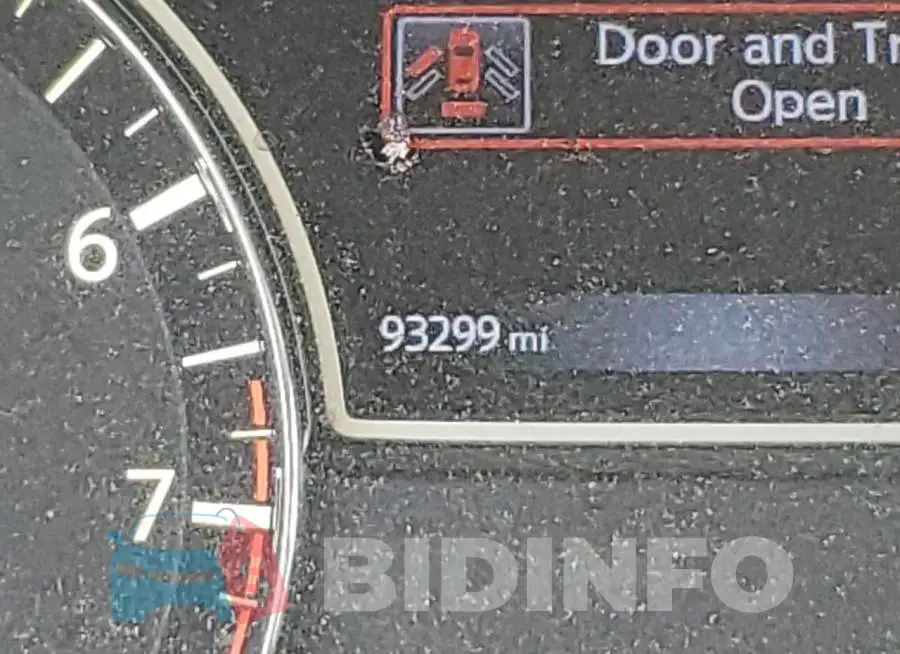 Door and Tr
Open
6
93299 mi
7
BIDINFO